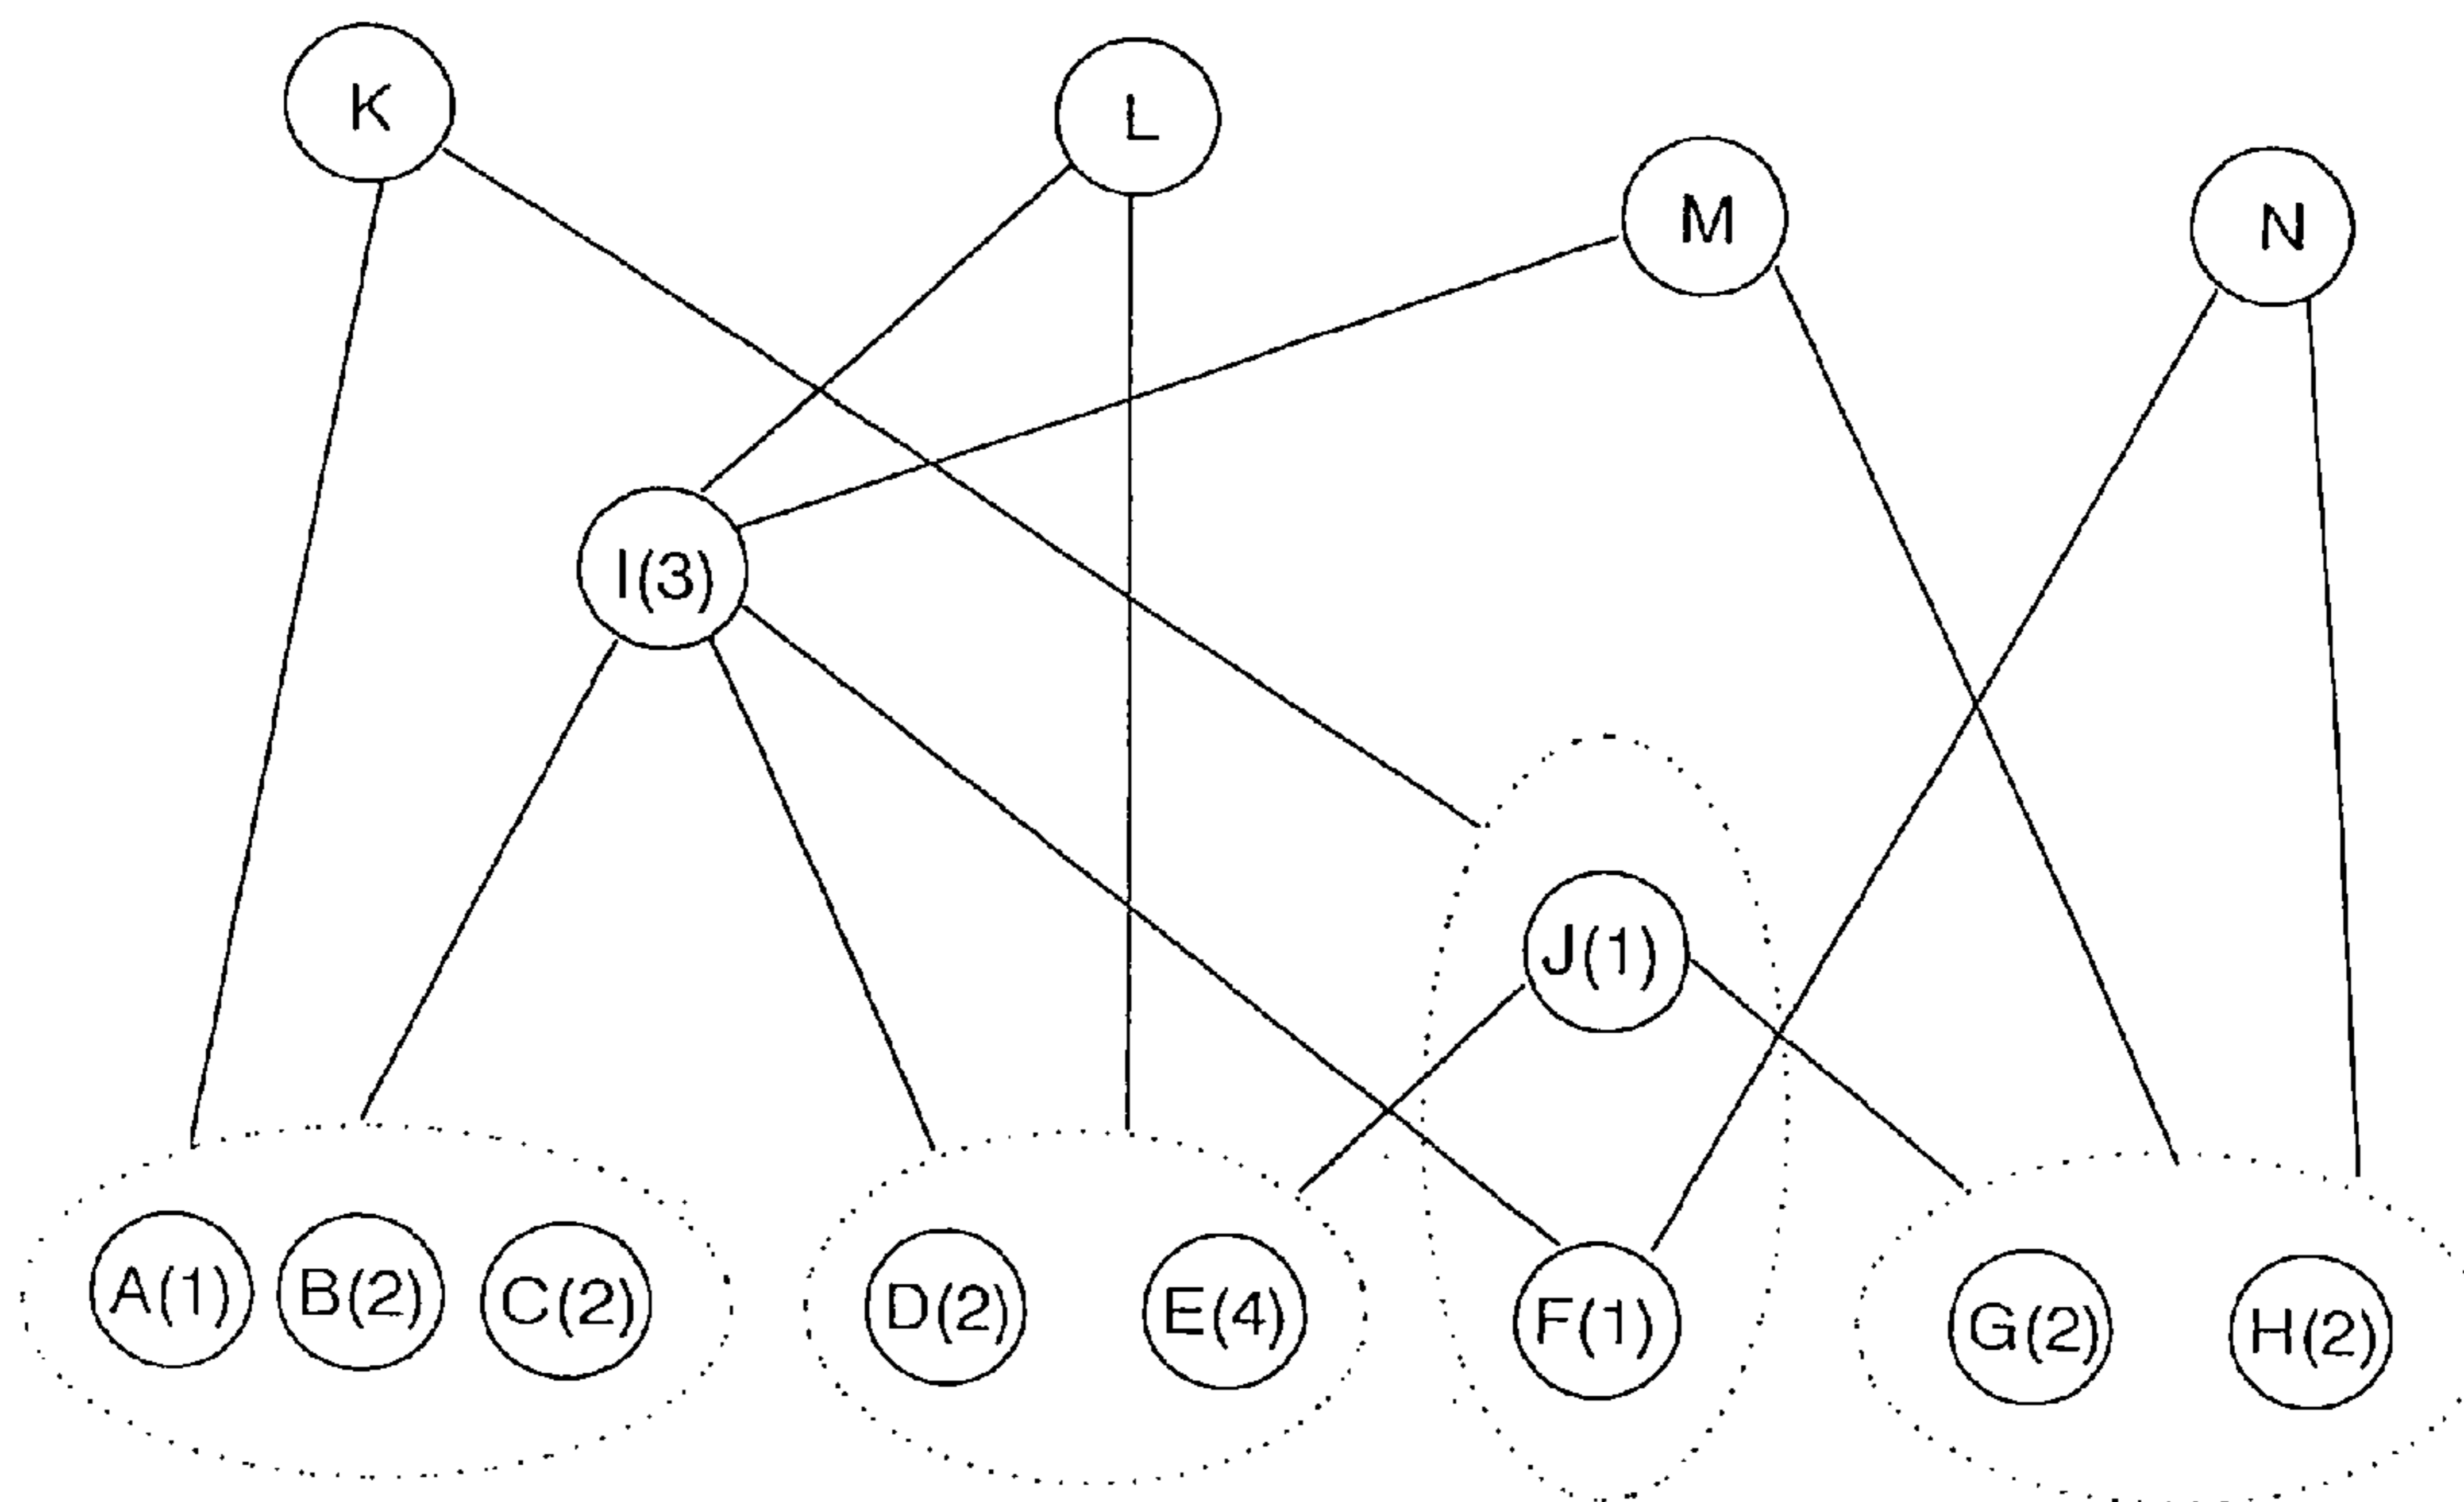 K
L
M
N
I(3)
J(1)
A(1) B(2) C(2) D(2) E(4) F(1) G(2) H(2)